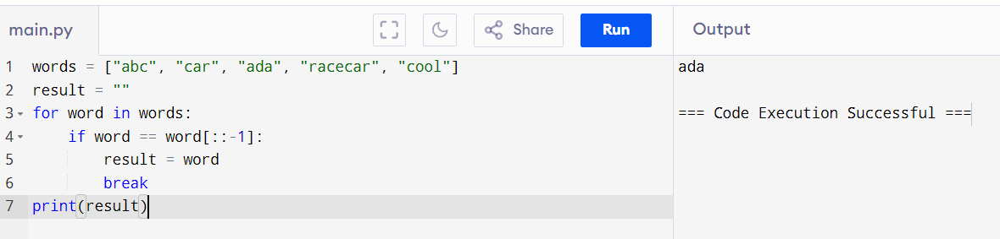 main.py Share Run Output
1 words = ["abc", "car", "ada", "racecar", "cool"]
2 result = ""
3 for word in words:
4     if word == word[::-1]:
5         result = word
6         break
7 print(result)
ada
=== Code Execution Successful ===